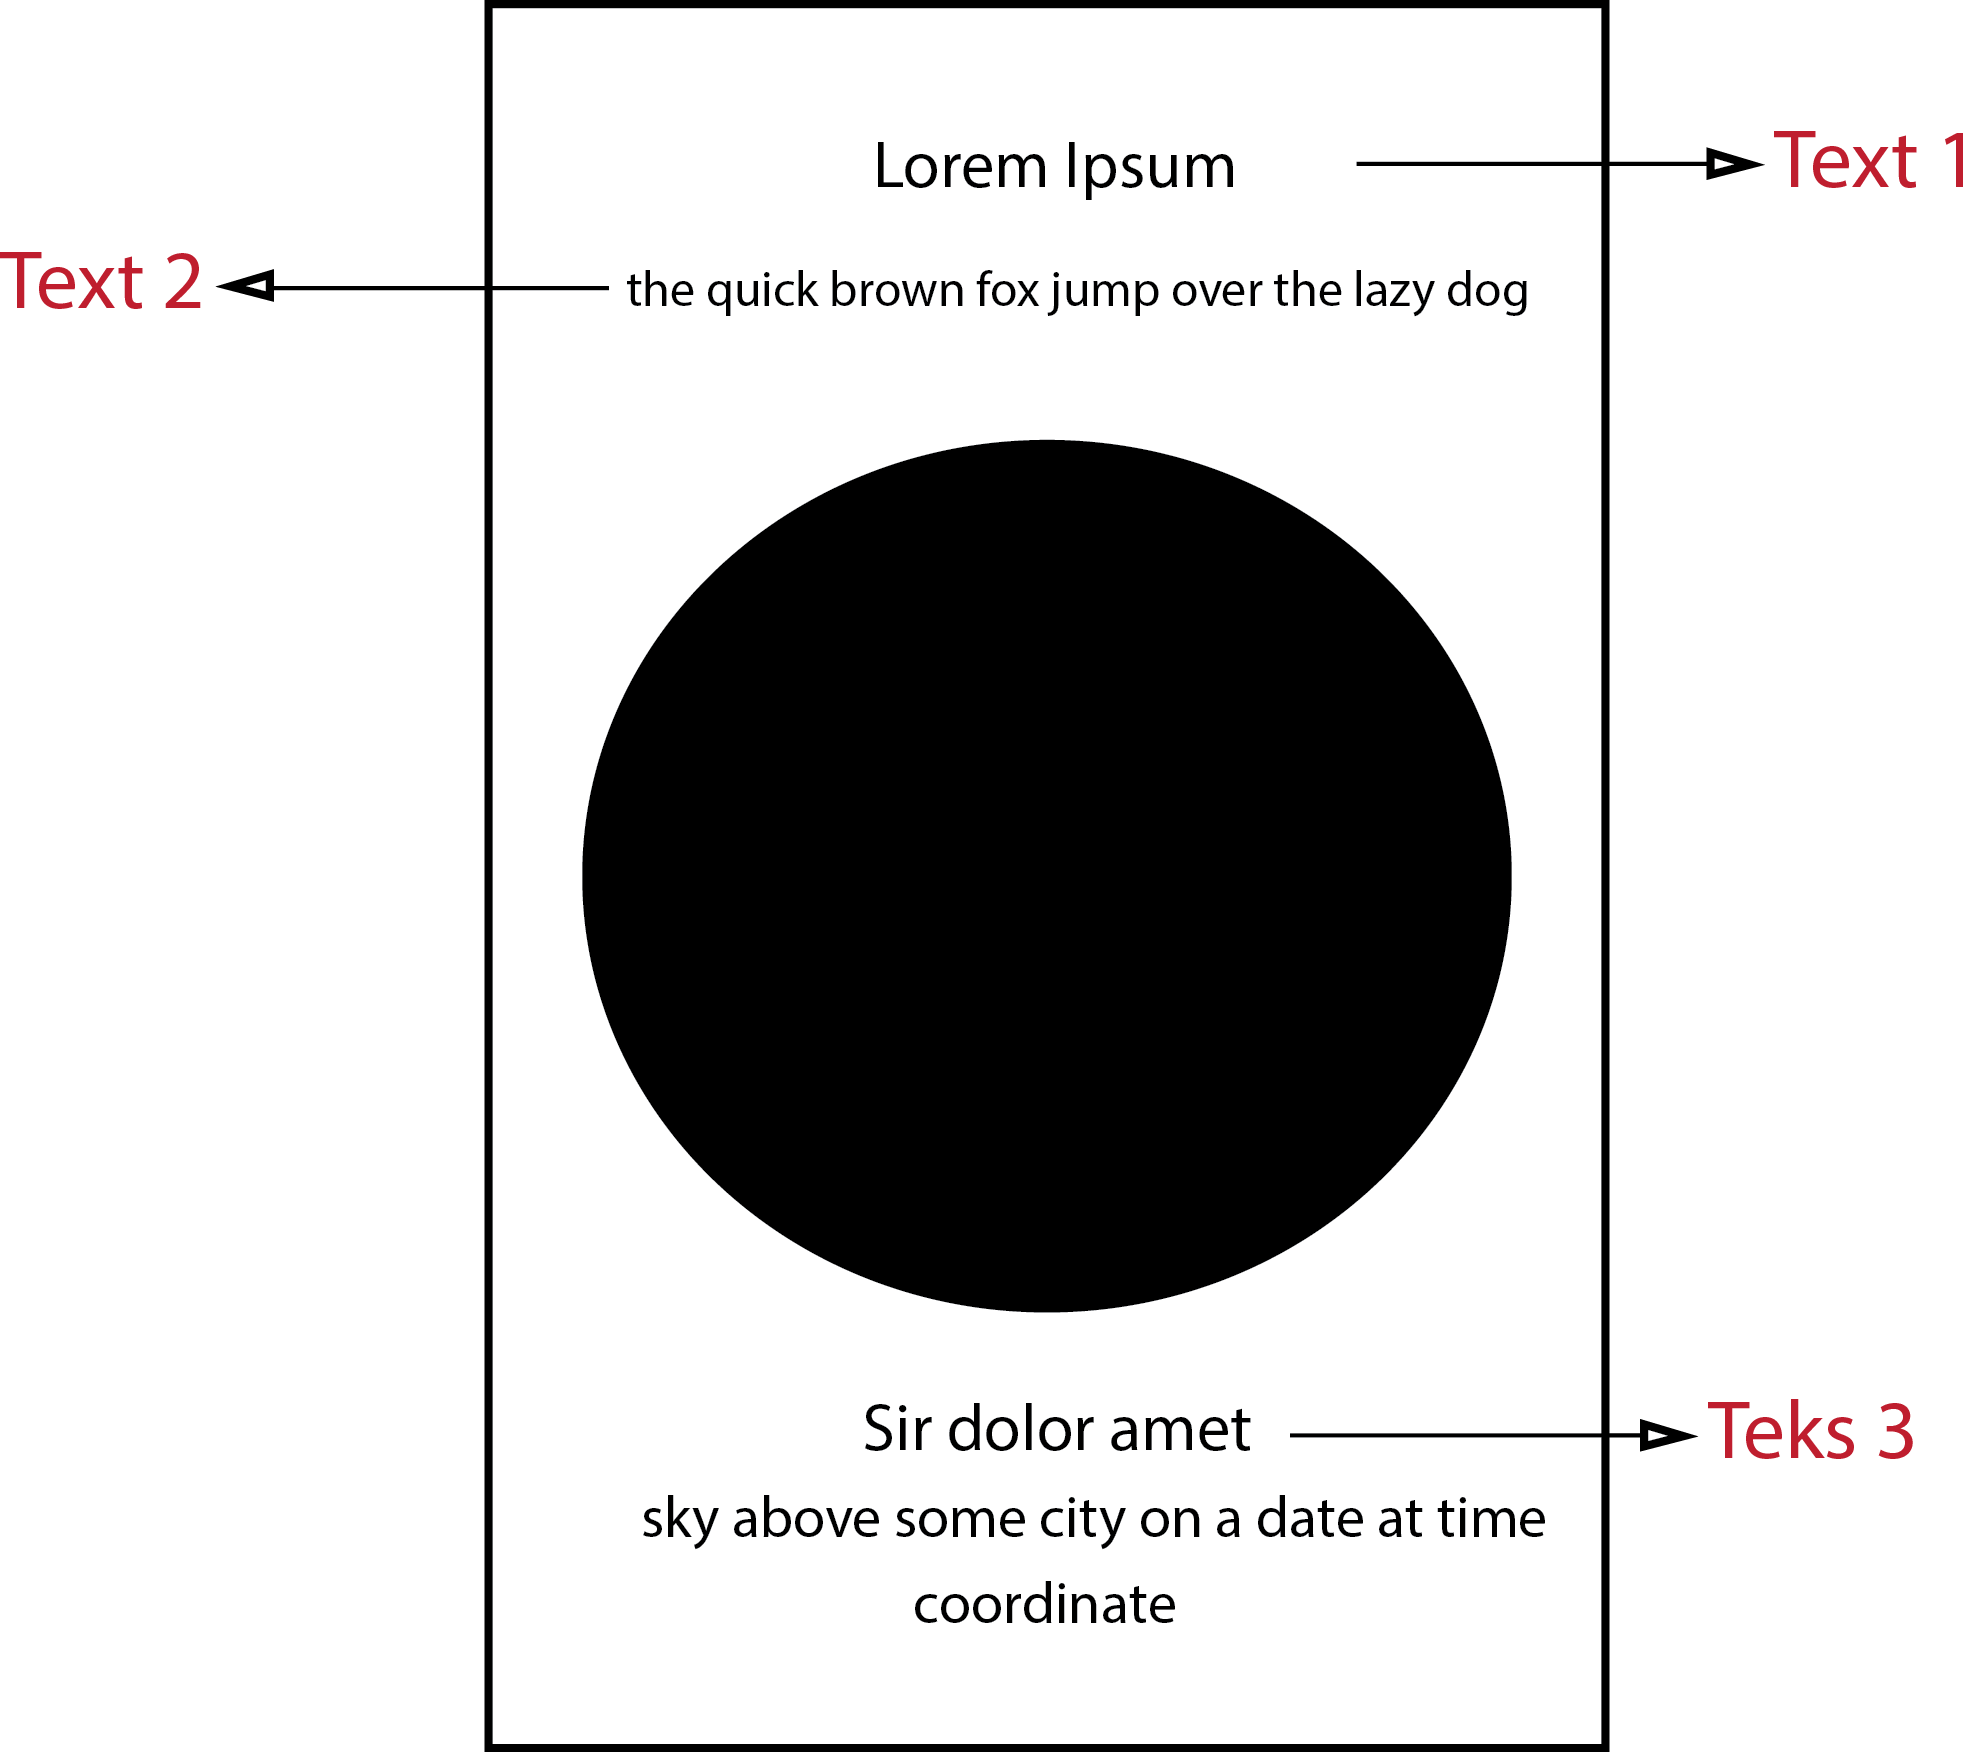 Lorem Ipsum
Text 1
Text 2
the quick brown fox jump over the lazy dog
Sir dolor amet
Teks 3
sky above some city on a date at time
coordinate